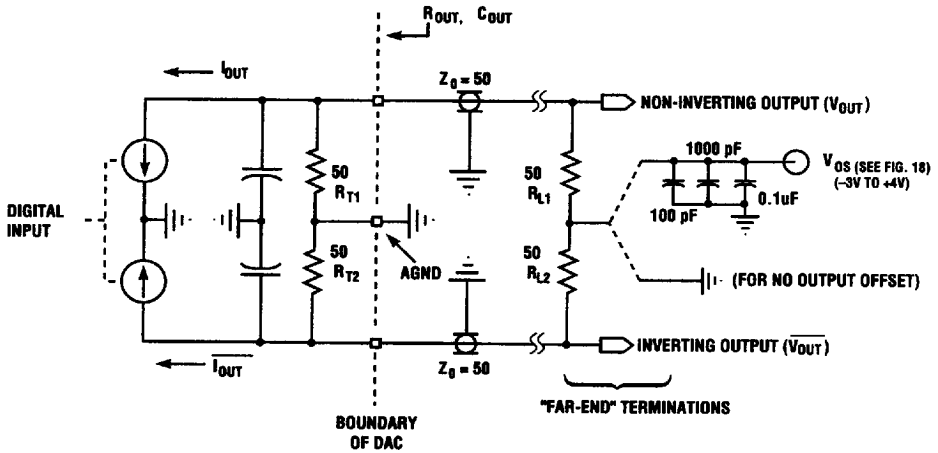 R_OUT, C_OUT
I_OUT
Z_0 = 50
NON-INVERTING OUTPUT (V_OUT)
1000 pF
V_OS (SEE FIG. 18)
(–3V TO +4V)
50
R_T1
50
R_L1
100 pF
0.1uF
DIGITAL
INPUT
50
R_T2
AGND
50
R_L2
(FOR NO OUTPUT OFFSET)
INVERTING OUTPUT (V̅_O̅U̅T̅)
I̅_O̅U̅T̅
Z_0 = 50
"FAR-END" TERMINATIONS
BOUNDARY
OF DAC